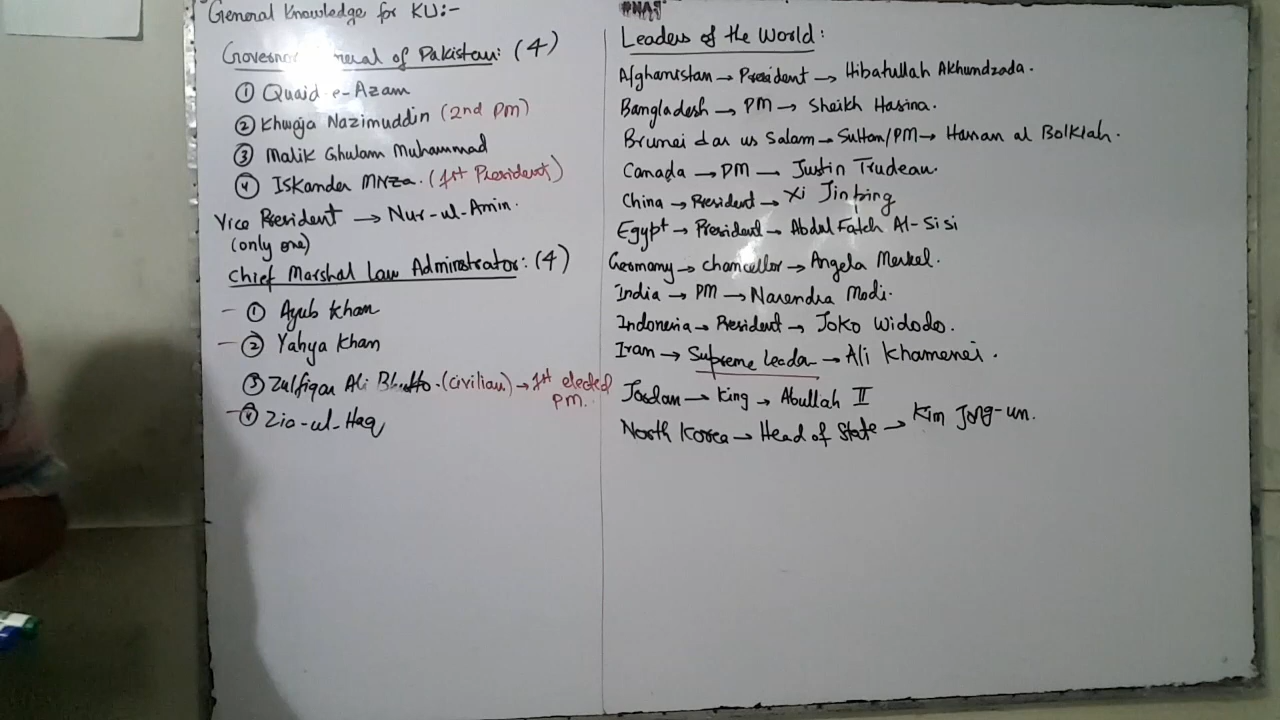 General Knowledge for KU:-
Governor General of Pakistan: (4)
① Quaid e-Azam
② Khwaja Nazimuddin (2nd PM)
③ Malik Ghulam Muhammad
④ Iskander Mirza. (1st President)
Vice President → Nur-ul-Amin.
(only one)
Chief Marshal Law Administrator: (4)
- ① Ayub Khan
- ② Yahya Khan
③ Zulfiqar Ali Bhutto. (civilian) → 1st elected
PM.
- ④ Zia-ul-Haq
Leaders of the World:
Afghanistan → President → Hibatullah Akhundzada.
Bangladesh → PM → Sheikh Hasina.
Brunei dar us Salam → Sultan/PM → Hassan al Bolkiah.
Canada → PM → Justin Trudeau.
China → President → Xi Jinping
Egypt → President → Abdul Fateh Al-Sisi
Germany → Chancellor → Angela Merkel.
India → PM → Narendra Modi.
Indonesia → President → Joko Widodo.
Iran → Supreme Leader → Ali Khamenei.
Jordan → King → Abullah II
North Korea → Head of State → Kim Jong-un.